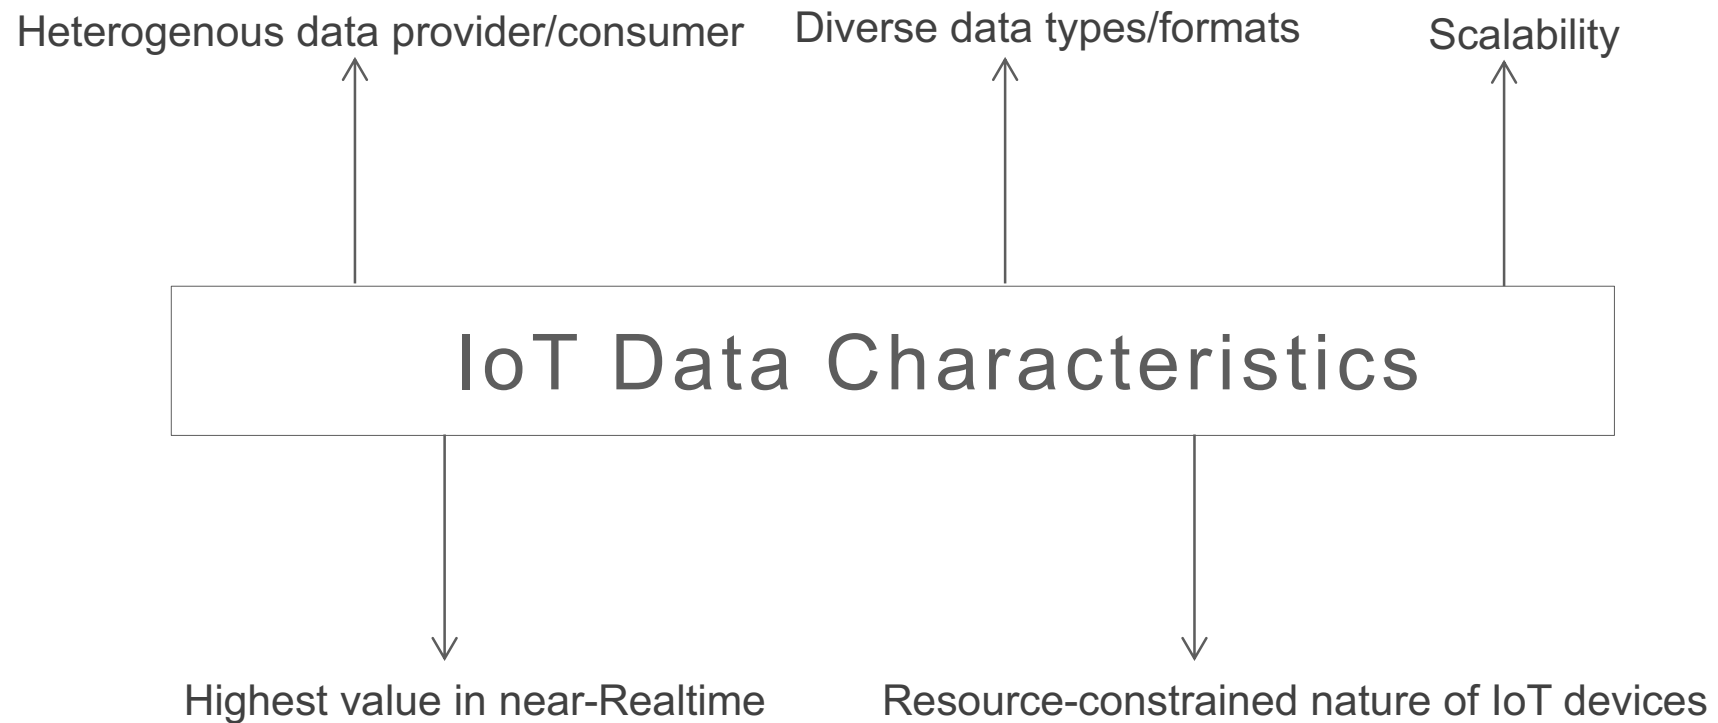 Heterogenous data provider/consumer
Diverse data types/formats
Scalability
IoT Data Characteristics
Highest value in near-Realtime
Resource-constrained nature of IoT devices